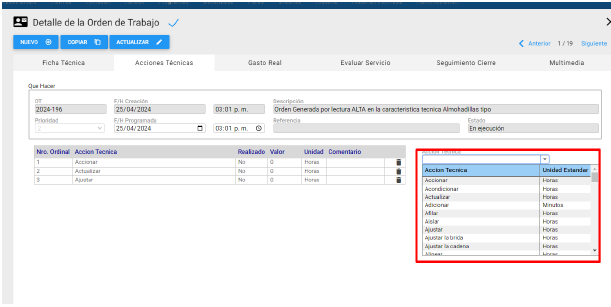 Detalle de la Orden de Trabajo
NUEVO COPIAR ACTUALIZAR
Anterior 1 / 19 Siguiente
Ficha Técnica Acciones Técnicas Gasto Real Evaluar Servicio Seguimiento Cierre Multimedia
Que Hacer
OT F/H Creación Descripción
2024-196 25/04/2024 03:01 p. m. Orden Generada por lectura ALTA en la caracteristica tecnica Almohadillas tipo
Prioridad F/H Programada Referencia Estado
2 25/04/2024 03:01 p. m. En ejecución
Nro. Ordinal Accion Tecnica Realizado Valor Unidad Comentario
1 Accionar No 0 Horas
2 Actualizar No 0 Horas
3 Ajustar No 0 Horas
Accion Tecnica
Accion Tecnica Unidad Estandar
Accionar Horas
Acondicionar Horas
Actualizar Horas
Adicionar Minutos
Afilar Horas
Aislar Horas
Ajustar Horas
Ajustar la brida Horas
Ajustar la cadena Horas
Alinear Horas